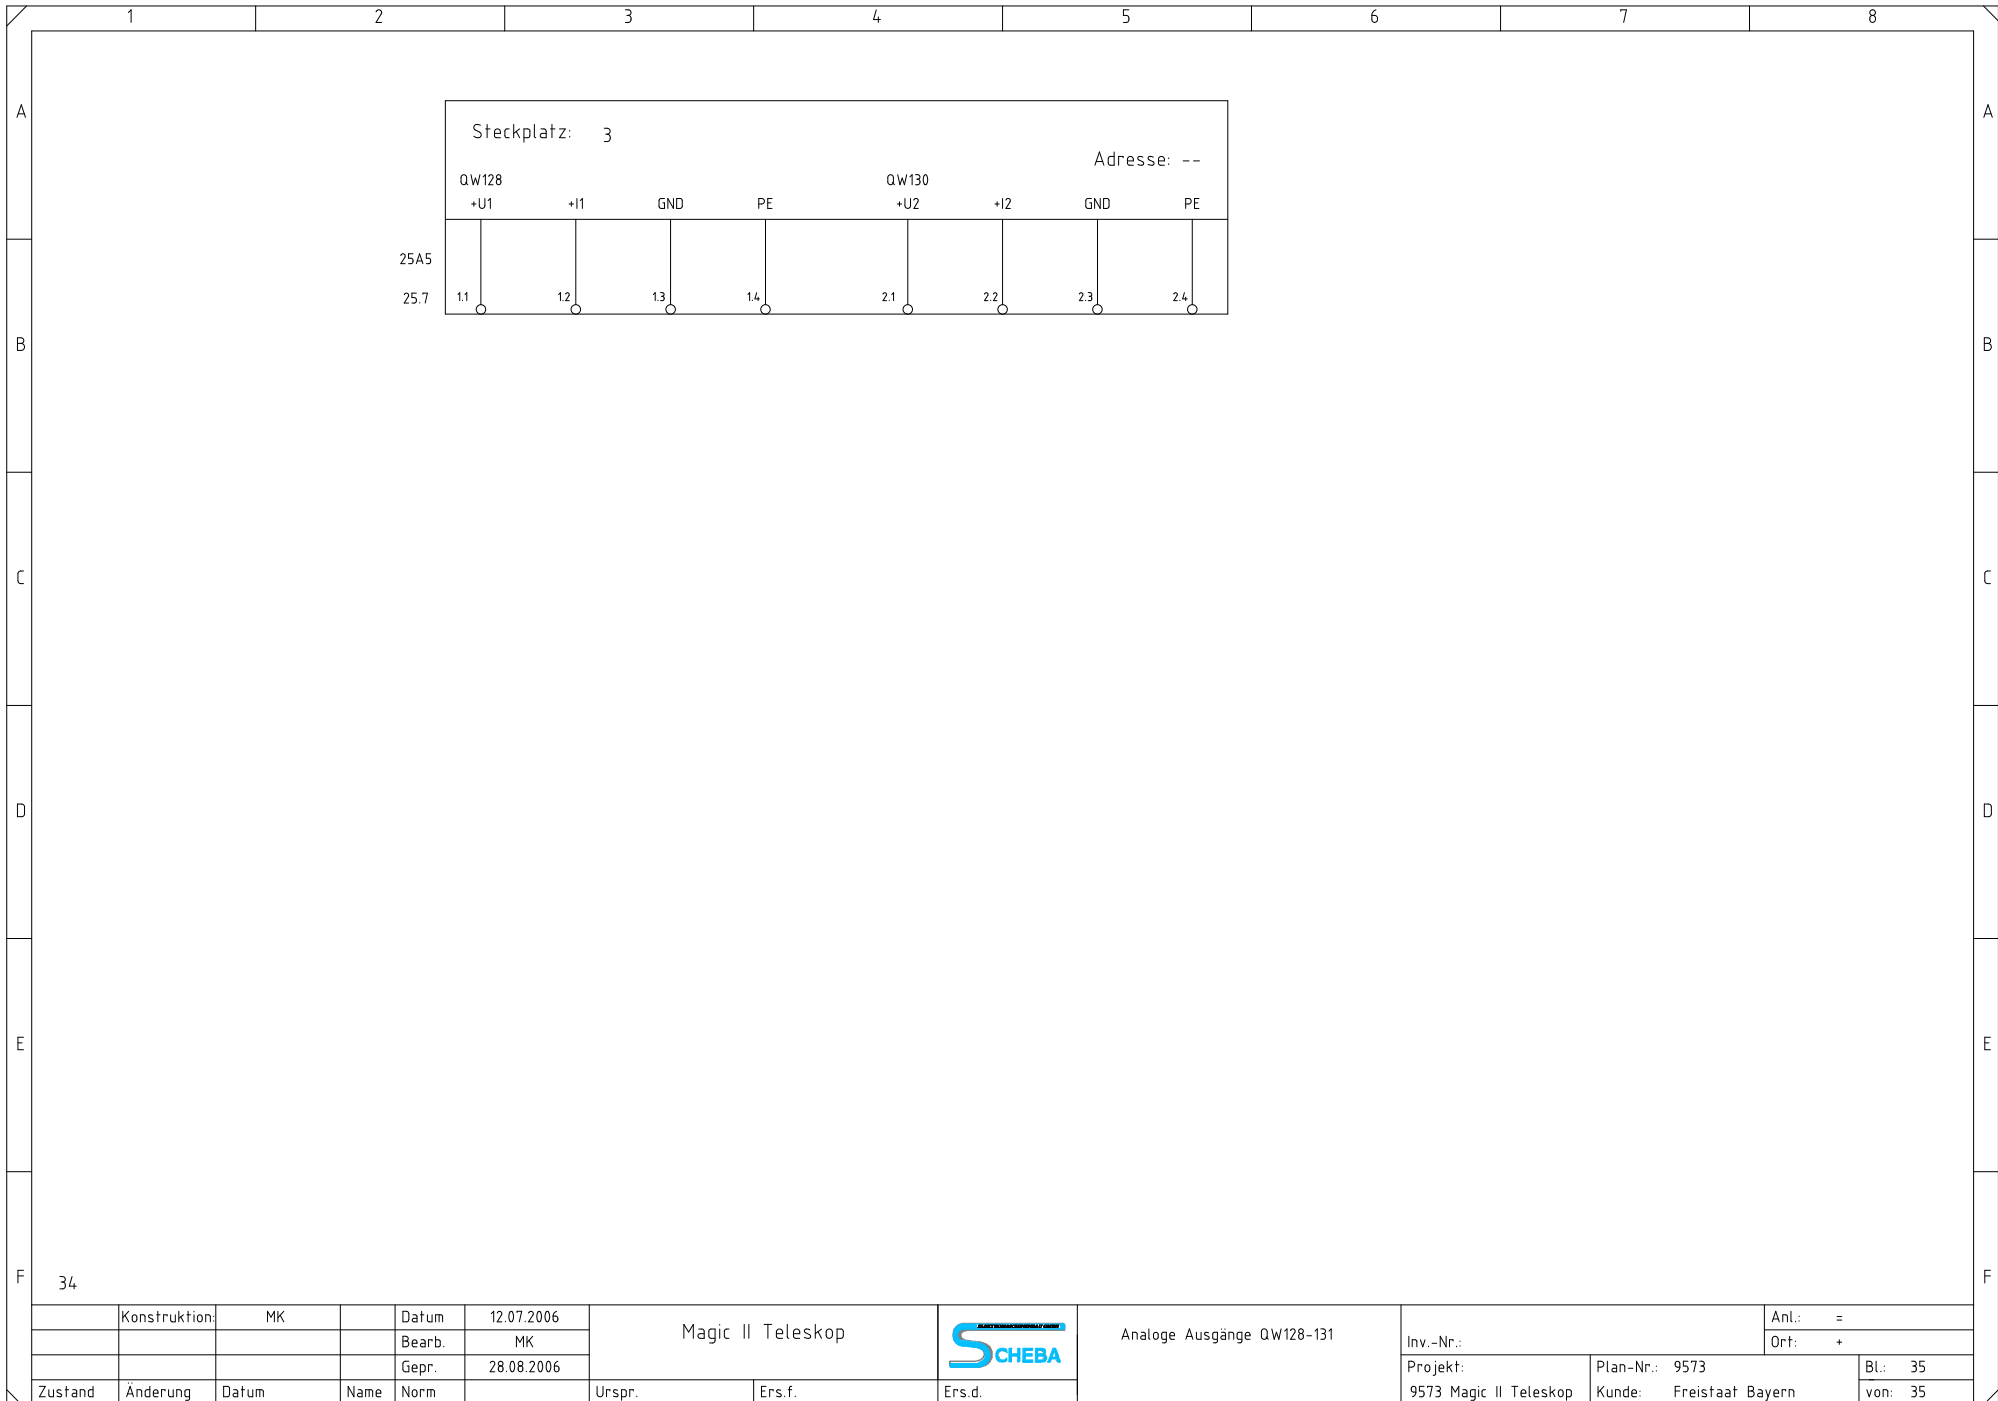 1 2 3 4 5 6 7 8
A A
Steckplatz: 3
Adresse: --
QW128 QW130
+U1 +I1 GND PE +U2 +I2 GND PE
25A5
25.7 1.1 1.2 1.3 1.4 2.1 2.2 2.3 2.4
B B
C C
D D
E E
F F
34
Konstruktion: MK Datum 12.07.2006
Bearb. MK
Gepr. 28.08.2006
Zustand Änderung Datum Name Norm
Magic II Teleskop
Urspr. Ers.f. Ers.d.
SCHEBA
Analoge Ausgänge QW128-131
Inv.-Nr.:
Anl.: =
Ort: +
Projekt: Plan-Nr.: 9573 Bl.: 35
9573 Magic II Teleskop Kunde: Freistaat Bayern von: 35